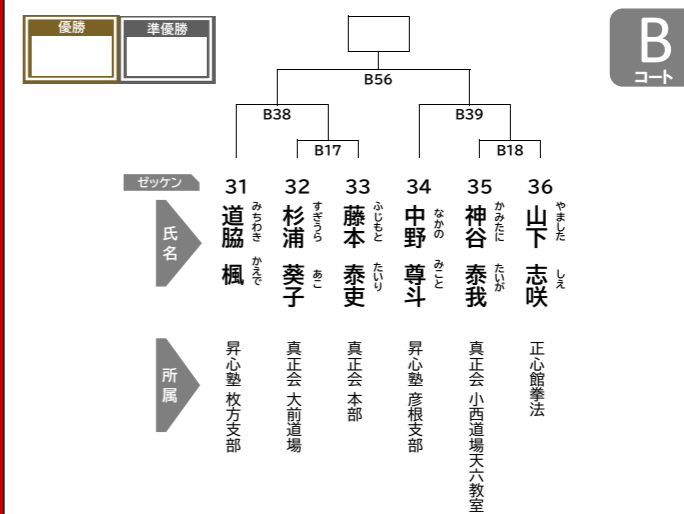 優勝
準優勝
B
コート
B56
B38
B39
B17
B18
ゼッケン
31
32
33
34
35
36
氏名
道脇 楓
みちわき かえで
杉浦 葵子
すぎうら あこ
藤本 泰吏
ふじもと たいり
中野 尊斗
なかの みこと
神谷 泰我
かみたに たいが
山下 志咲
やました しえ
所属
昇心塾 枚方支部
真正会 大前道場
真正会 本部
昇心塾 彦根支部
真正会 小西道場天六教室
正心館拳法